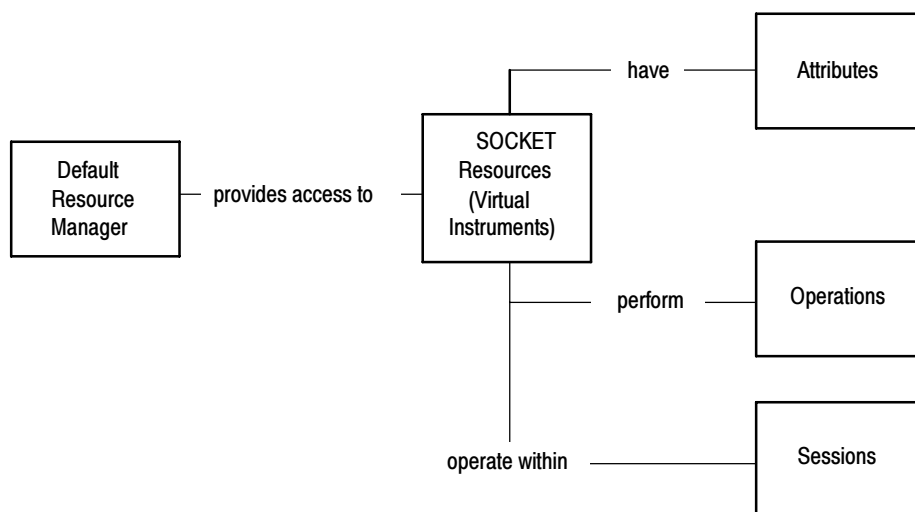 have
Attributes
SOCKET
Resources
(Virtual
Instruments)
Default
Resource
Manager
provides access to
perform
Operations
operate within
Sessions